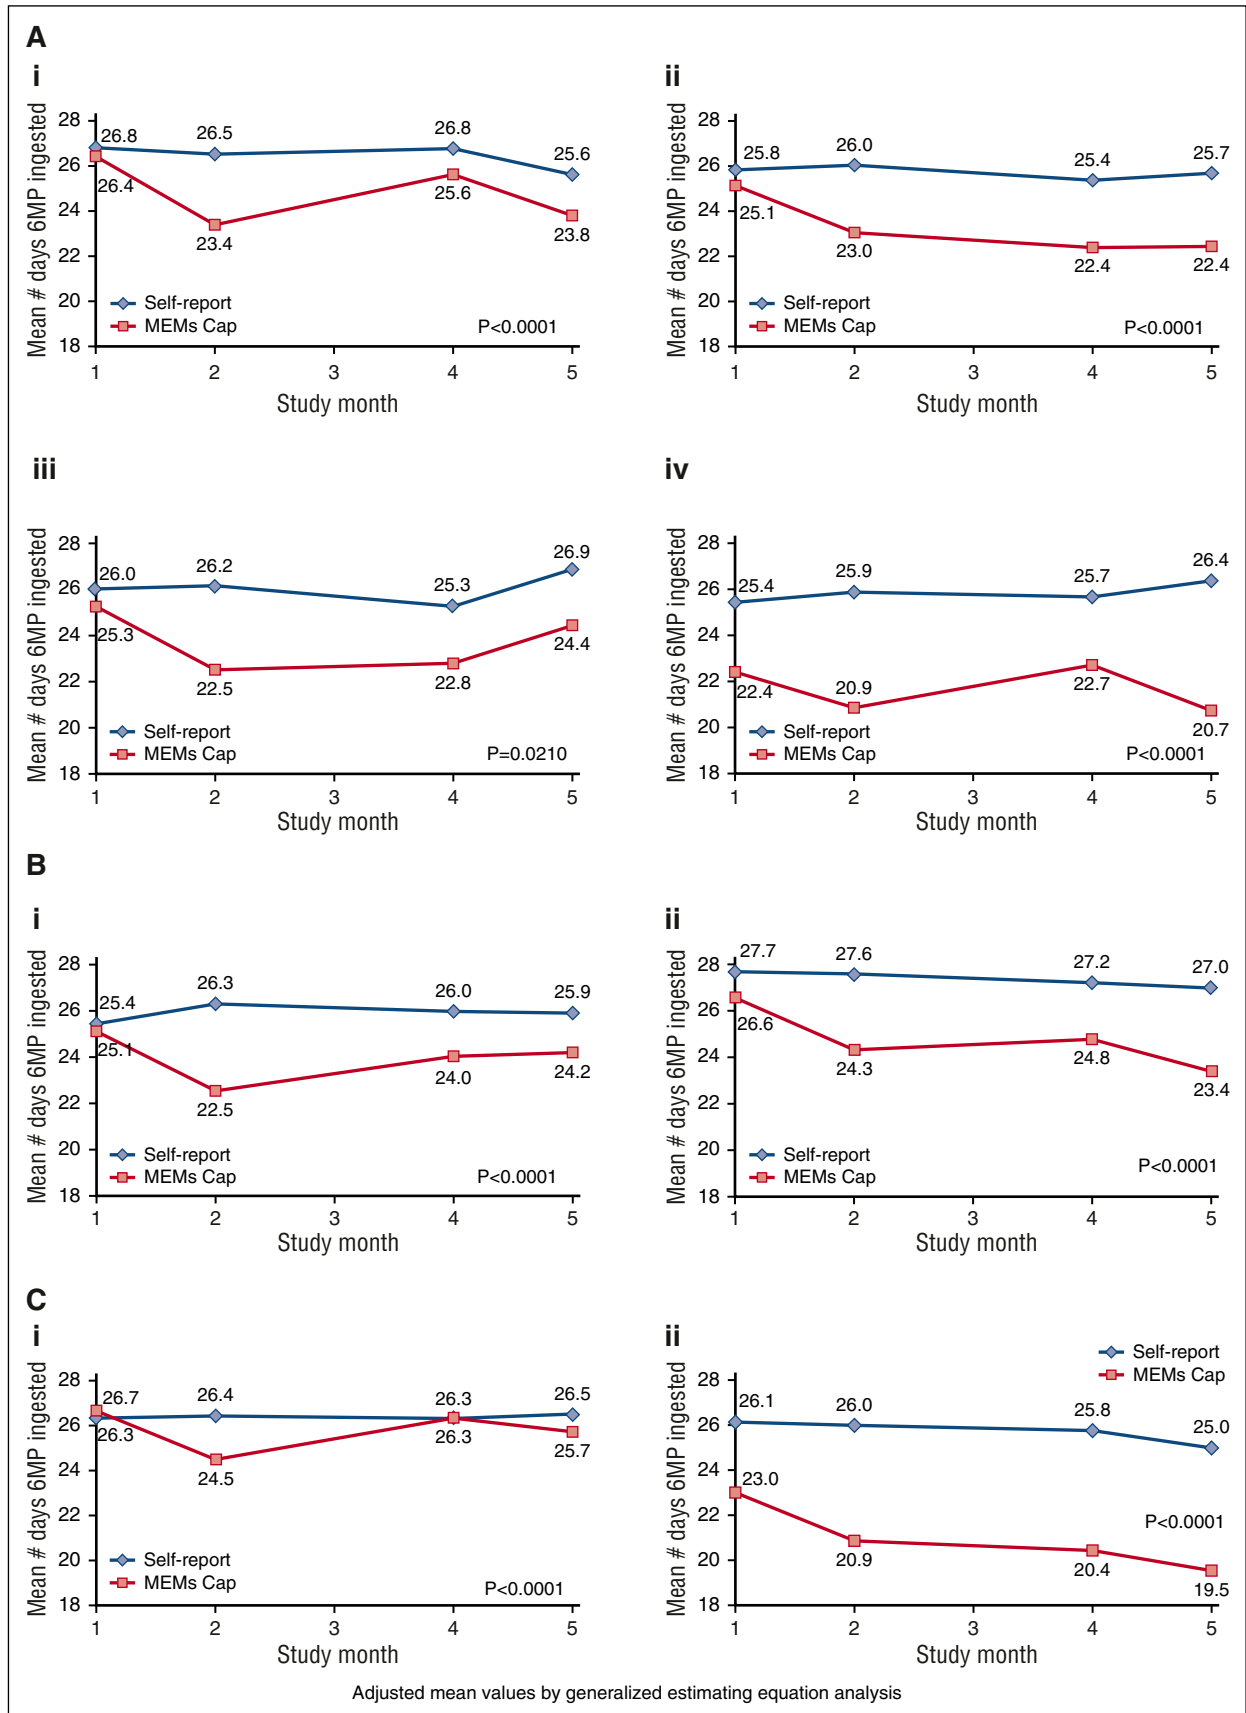 A
i
Mean # days 6MP ingested
28
26
24
22
20
18
26.8
26.5
26.8
25.6
26.4
23.4
25.6
23.8
Self-report
MEMs Cap
P<0.0001
1 2 3 4 5
Study month
ii
Mean # days 6MP ingested
28
26
24
22
20
18
25.8
26.0
25.4
25.7
25.1
23.0
22.4
22.4
Self-report
MEMs Cap
P<0.0001
1 2 3 4 5
Study month
iii
Mean # days 6MP ingested
28
26
24
22
20
18
26.0
26.2
25.3
26.9
25.3
22.5
22.8
24.4
Self-report
MEMs Cap
P=0.0210
1 2 3 4 5
Study month
iv
Mean # days 6MP ingested
28
26
24
22
20
18
25.4
25.9
25.7
26.4
22.4
20.9
22.7
20.7
Self-report
MEMs Cap
P<0.0001
1 2 3 4 5
Study month
B
i
Mean # days 6MP ingested
28
26
24
22
20
18
25.4
26.3
26.0
25.9
25.1
22.5
24.0
24.2
Self-report
MEMs Cap
P<0.0001
1 2 3 4 5
Study month
ii
Mean # days 6MP ingested
28
26
24
22
20
18
27.7
27.6
27.2
27.0
26.6
24.3
24.8
23.4
Self-report
MEMs Cap
P<0.0001
1 2 3 4 5
Study month
C
i
Mean # days 6MP ingested
28
26
24
22
20
18
26.7
26.4
26.3
26.5
26.3
24.5
26.3
25.7
Self-report
MEMs Cap
P<0.0001
1 2 3 4 5
Study month
ii
Self-report
MEMs Cap
Mean # days 6MP ingested
28
26
24
22
20
18
26.1
26.0
25.8
25.0
23.0
20.9
20.4
19.5
P<0.0001
1 2 3 4 5
Study month
Adjusted mean values by generalized estimating equation analysis